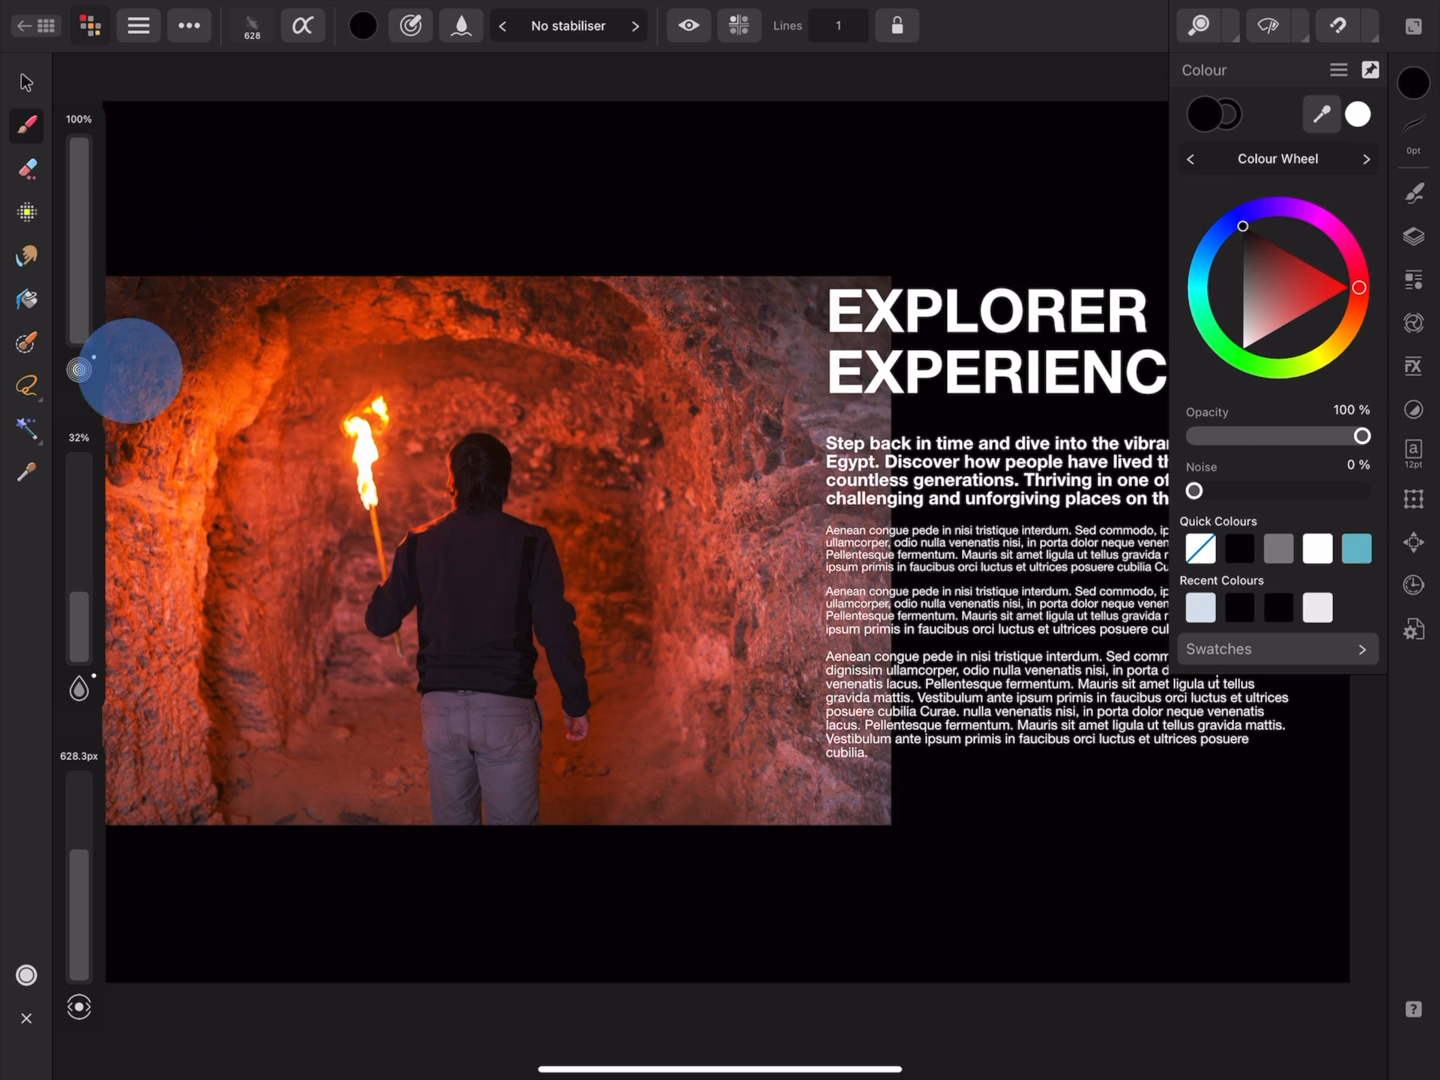 628
No stabiliser
Lines
1
Colour
100%
Colour Wheel
0pt
EXPLORER
EXPERIENC
Opacity
100 %
FX
32%
Step back in time and dive into the vibra
Egypt. Discover how people have lived th
countless generations. Thriving in one of
challenging and unforgiving places on th
Noise
0 %
a
12pt
Quick Colours
Aenean congue pede in nisi tristique interdum. Sed commodo, ip
ullamcorper, odio nulla venenatis nisi, in porta dolor neque venen
Pellentesque fermentum. Mauris sit amet ligula ut tellus gravida r
ipsum primis in faucibus orci luctus et ultrices posuere cubilia Cu
Recent Colours
Aenean congue pede in nisi tristique interdum. Sed commodo, ip
ullamcorper, odio nulla venenatis nisi, in porta dolor neque venen
Pellentesque fermentum. Mauris sit amet ligula ut tellus gravida r
ipsum primis in faucibus orci luctus et ultrices posuere cul
Swatches
Aenean congue pede in nisi tristique interdum. Sed comm
dignissim ullamcorper, odio nulla venenatis nisi, in porta d
venenatis lacus. Pellentesque fermentum. Mauris sit amet ligula ut tellus
gravida mattis. Vestibulum ante ipsum primis in faucibus orci luctus et ultrices
posuere cubilia Curae. nulla venenatis nisi, in porta dolor neque venenatis
lacus. Pellentesque fermentum. Mauris sit amet ligula ut tellus gravida mattis.
Vestibulum ante ipsum primis in faucibus orci luctus et ultrices posuere
cubilia.
628.3px
?